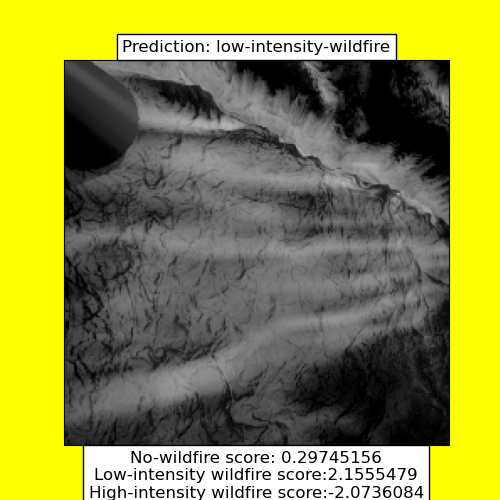 Prediction: low-intensity-wildfire
No-wildfire score: 0.29745156
Low-intensity wildfire score:2.1555479
High-intensity wildfire score:-2.0736084